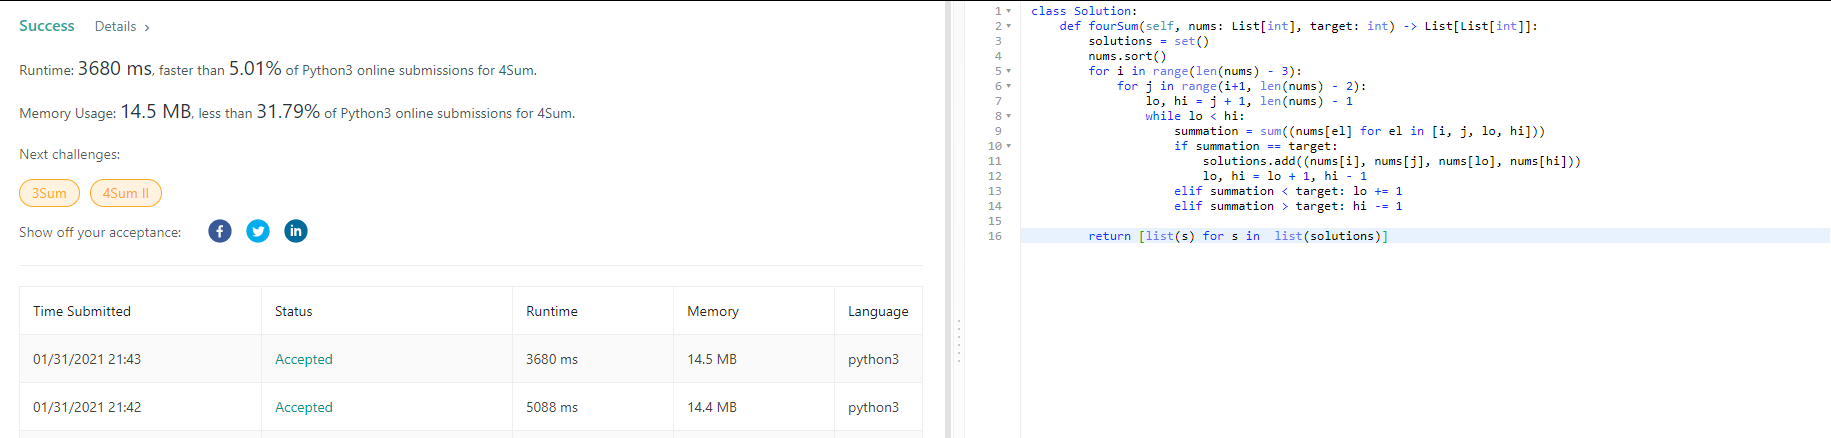 Success Details >
Runtime: 3680 ms, faster than 5.01% of Python3 online submissions for 4Sum.
Memory Usage: 14.5 MB, less than 31.79% of Python3 online submissions for 4Sum.
Next challenges:
3Sum 4Sum II
Show off your acceptance: f in
Time Submitted Status Runtime Memory Language
01/31/2021 21:43 Accepted 3680 ms 14.5 MB python3
01/31/2021 21:42 Accepted 5088 ms 14.4 MB python3
1 class Solution:
2     def fourSum(self, nums: List[int], target: int) -> List[List[int]]:
3         solutions = set()
4         nums.sort()
5         for i in range(len(nums) - 3):
6             for j in range(i+1, len(nums) - 2):
7                 lo, hi = j + 1, len(nums) - 1
8                 while lo < hi:
9                     summation = sum((nums[el] for el in [i, j, lo, hi]))
10                     if summation == target:
11                         solutions.add((nums[i], nums[j], nums[lo], nums[hi]))
12                         lo, hi = lo + 1, hi - 1
13                     elif summation < target: lo += 1
14                     elif summation > target: hi -= 1
15
16         return [list(s) for s in  list(solutions)]